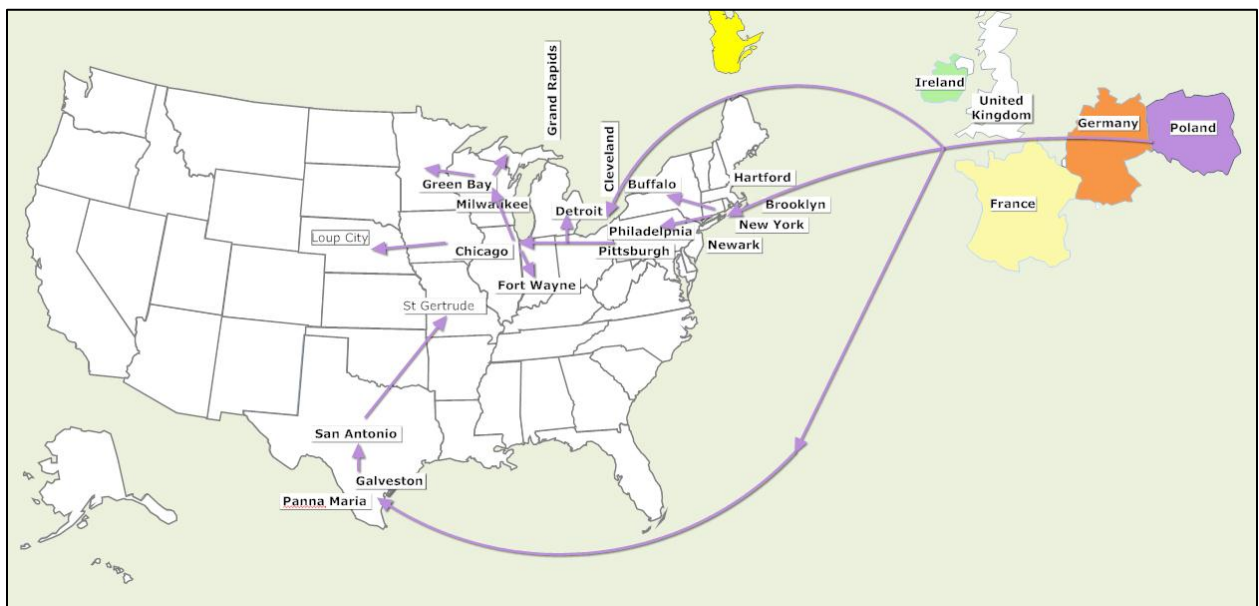 Grand Rapids
Cleveland
Ireland
United
Kingdom
Germany
Poland
France
Green Bay
Milwaukee
Buffalo
Hartford
Detroit
Brooklyn
New York
Philadelphia
Newark
Pittsburgh
Loup City
Chicago
Fort Wayne
St Gertrude
San Antonio
Galveston
Panna Maria